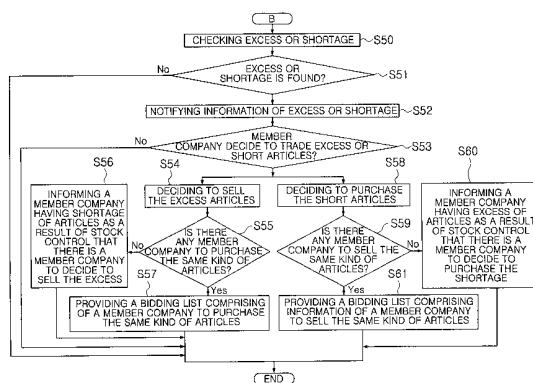 B
CHECKING EXCESS OR SHORTAGE
S50
No
EXCESS OR
SHORTAGE IS FOUND?
S51
NOTIFYING INFORMATION OF EXCESS OR SHORTAGE
S52
No
MEMBER
COMPANY DECIDE TO TRADE EXCESS OR
SHORT ARTICLES?
S53
S54
DECIDING TO SELL
THE EXCESS ARTICLES
S58
DECIDING TO PURCHASE
THE SHORT ARTICLES
S56
INFORMING A
MEMBER COMPANY
HAVING SHORTAGE
OF ARTICLES AS A
RESULT OF STOCK
CONTROL THAT
THERE IS A
MEMBER COMPANY
TO DECIDE TO
SELL THE EXCESS
No
IS THERE
ANY MEMBER
COMPANY TO PURCHASE
THE SAME KIND OF
ARTICLES?
S55
IS THERE
ANY MEMBER
COMPANY TO SELL THE
SAME KIND OF
ARTICLES?
S59
No
S60
INFORMING A
MEMBER COMPANY
HAVING EXCESS OF
ARTICLES AS A RESULT
OF STOCK CONTROL
THAT THERE IS A
MEMBER COMPANY
TO DECIDE TO
PURCHASE THE
SHORTAGE
S57
Yes
PROVIDING A BIDDING LIST COMPRISING
OF A MEMBER COMPANY TO PURCHASE
THE SAME KIND OF ARTICLES
S61
Yes
PROVIDING A BIDDING LIST COMPRISING
INFORMATION OF A MEMBER COMPANY
TO SELL THE SAME KIND OF ARTICLES
END